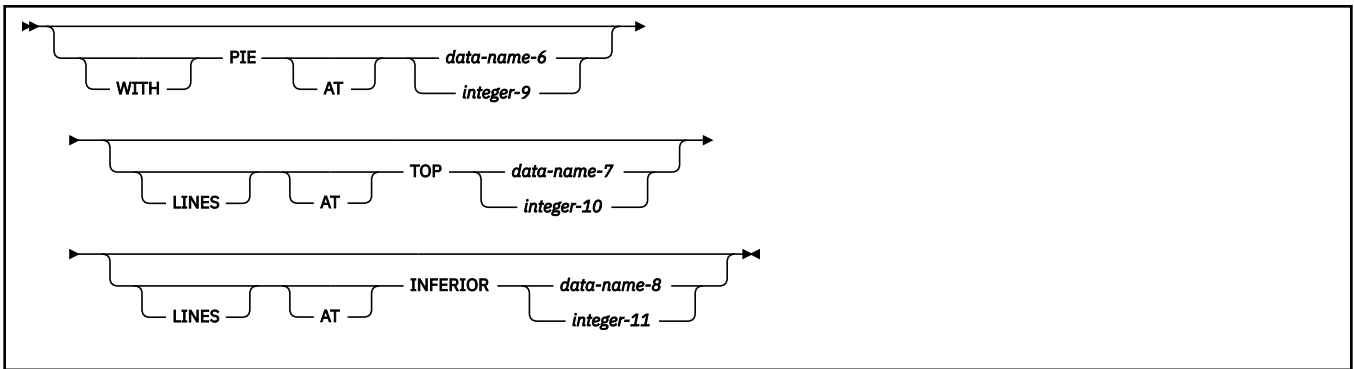 PIE data-name-6
WITH AT integer-9
TOP data-name-7
LINES AT integer-10
INFERIOR data-name-8
LINES AT integer-11